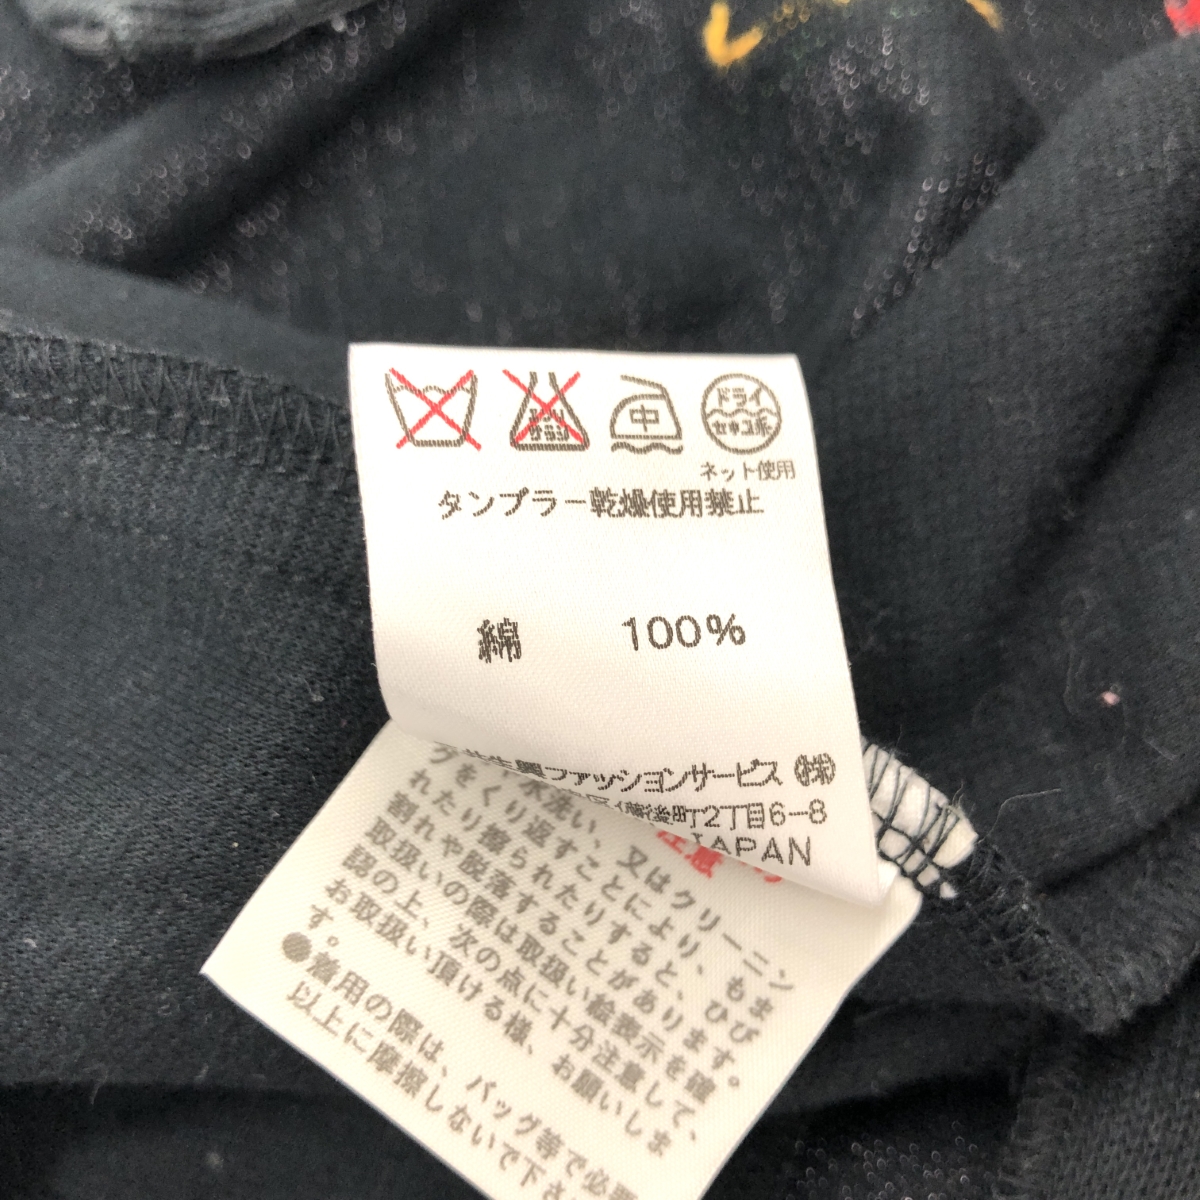 エンソ
サラシ
中
ドライ
セキユ系
ネット使用
タンブラー乾燥使用禁止
綿 100%
ファッションサービス ㈱
町2丁目6-8
JAPAN
水洗い、又はクリーニン
グをくり返すことにより、もま
れたり擦られたりすると、ひび
割れや脱落することがあります。
取扱いの際は取扱い絵表示を確
認の上、次の点に十分注意して、
お取扱い頂ける様、お願いしま
す。
●着用の際は、バッグ等で必要
以上に摩擦しないで下さ